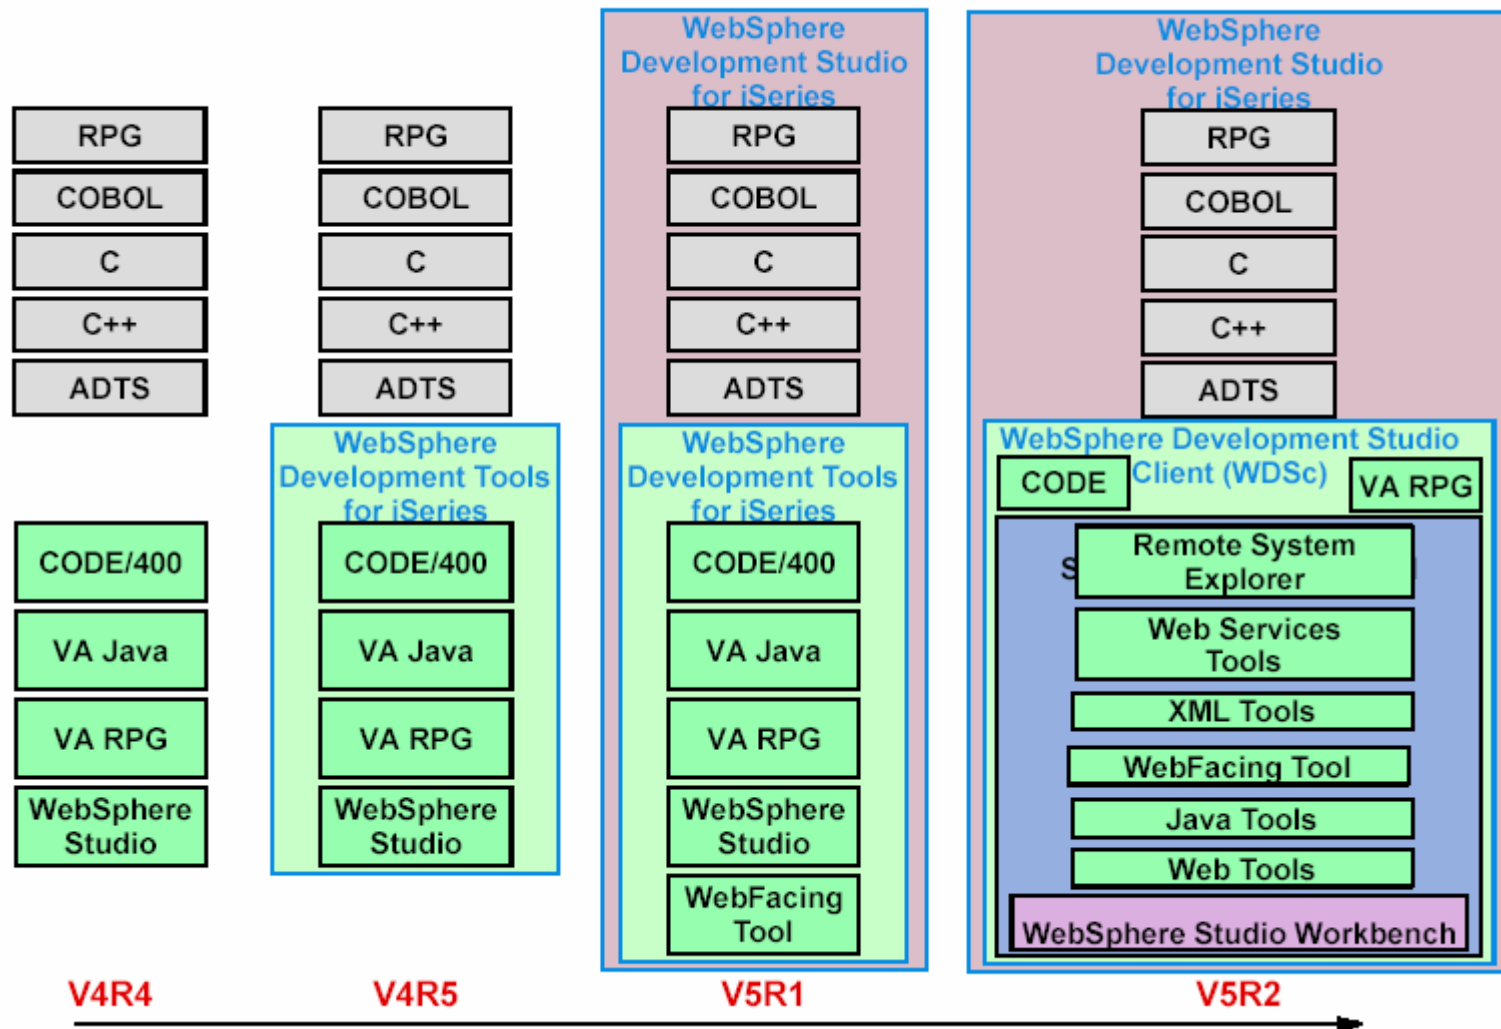 RPG
COBOL
C
C++
ADTS
CODE/400
VA Java
VA RPG
WebSphere
Studio
V4R4
RPG
COBOL
C
C++
ADTS
WebSphere
Development Tools
for iSeries
CODE/400
VA Java
VA RPG
WebSphere
Studio
V4R5
WebSphere
Development Studio
for iSeries
RPG
COBOL
C
C++
ADTS
WebSphere
Development Tools
for iSeries
CODE/400
VA Java
VA RPG
WebSphere
Studio
WebFacing
Tool
V5R1
WebSphere
Development Studio
for iSeries
RPG
COBOL
C
C++
ADTS
WebSphere Development Studio
Client (WDSc)
CODE
VA RPG
Remote System
Explorer
Web Services
Tools
XML Tools
WebFacing Tool
Java Tools
Web Tools
WebSphere Studio Workbench
V5R2